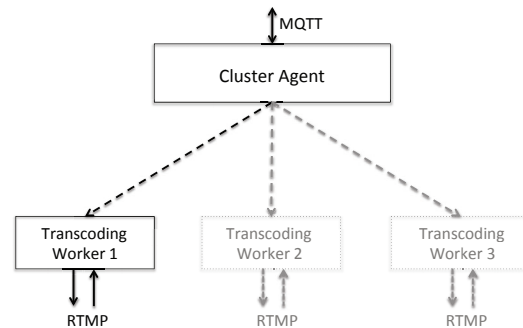 MQTT
Cluster Agent
Transcoding
Worker 1
Transcoding
Worker 2
Transcoding
Worker 3
RTMP
RTMP
RTMP